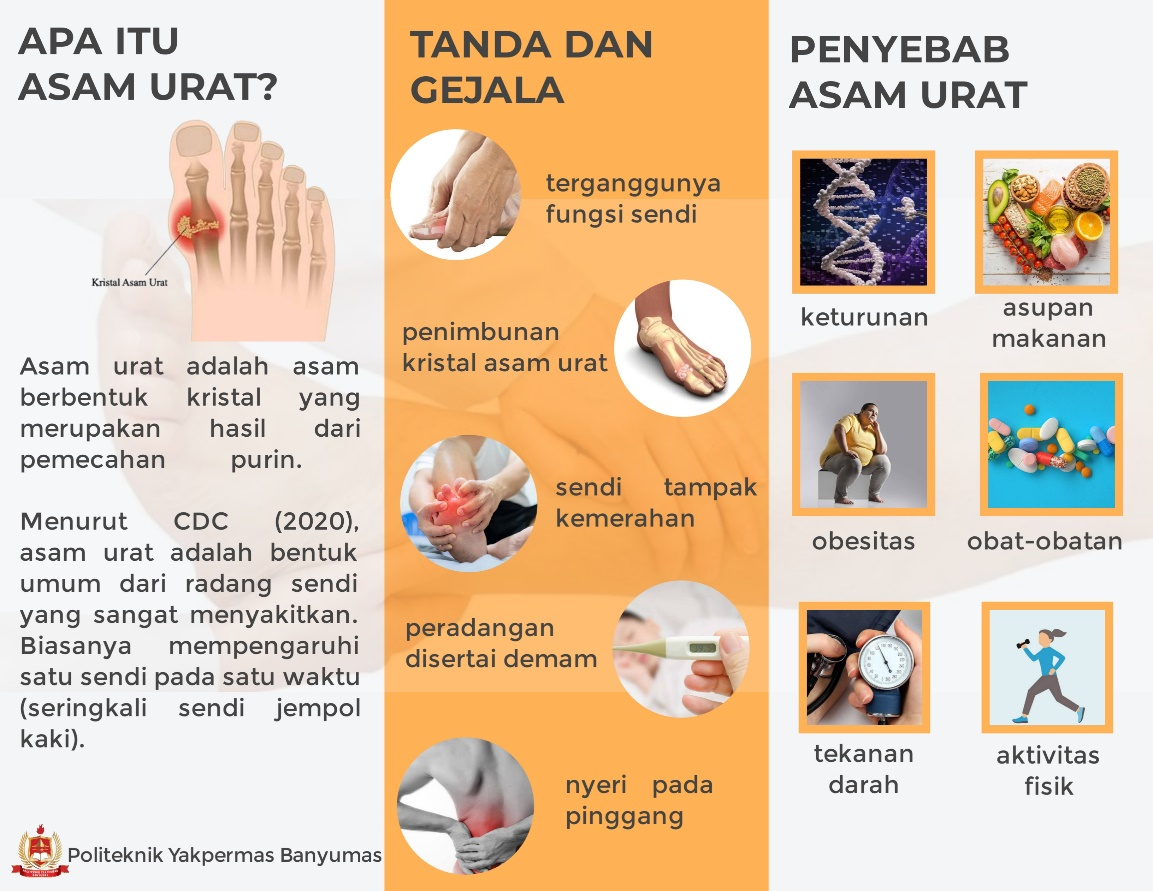 APA ITU
ASAM URAT?
Kristal Asam Urat
Asam urat adalah asam
berbentuk kristal yang
merupakan hasil dari
pemecahan purin.
Menurut CDC (2020),
asam urat adalah bentuk
umum dari radang sendi
yang sangat menyakitkan.
Biasanya mempengaruhi
satu sendi pada satu waktu
(seringkali sendi jempol
kaki).
Politeknik Yakpermas Banyumas
TANDA DAN
GEJALA
terganggunya
fungsi sendi
penimbunan
kristal asam urat
sendi tampak
kemerahan
peradangan
disertai demam
nyeri pada
pinggang
PENYEBAB
ASAM URAT
keturunan
asupan
makanan
obesitas
obat-obatan
tekanan
darah
aktivitas
fisik